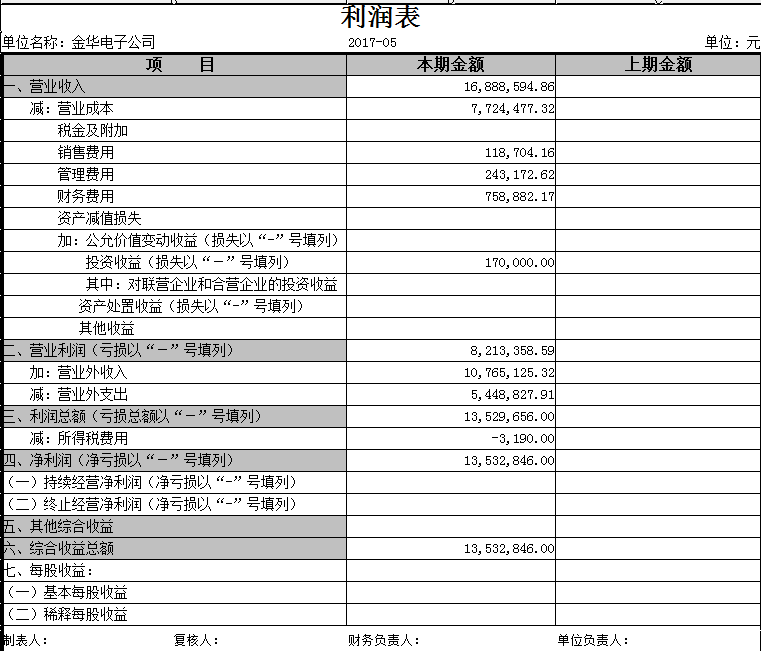 利润表
单位名称：金华电子公司 2017-05 单位：元
项 目 本期金额 上期金额
一、营业收入 16,888,594.86
减：营业成本 7,724,477.32
税金及附加
销售费用 118,704.16
管理费用 243,172.62
财务费用 758,882.17
资产减值损失
加：公允价值变动收益（损失以“-”号填列）
投资收益（损失以“－”号填列） 170,000.00
其中：对联营企业和合营企业的投资收益
资产处置收益（损失以“-”号填列）
其他收益
二、营业利润（亏损以“－”号填列） 8,213,358.59
加：营业外收入 10,765,125.32
减：营业外支出 5,448,827.91
三、利润总额（亏损总额以“－”号填列） 13,529,656.00
减：所得税费用 -3,190.00
四、净利润（净亏损以“－”号填列） 13,532,846.00
（一）持续经营净利润（净亏损以“-”号填列）
（二）终止经营净利润（净亏损以“-”号填列）
五、其他综合收益
六、综合收益总额 13,532,846.00
七、每股收益：
（一）基本每股收益
（二）稀释每股收益
制表人： 复核人： 财务负责人： 单位负责人：